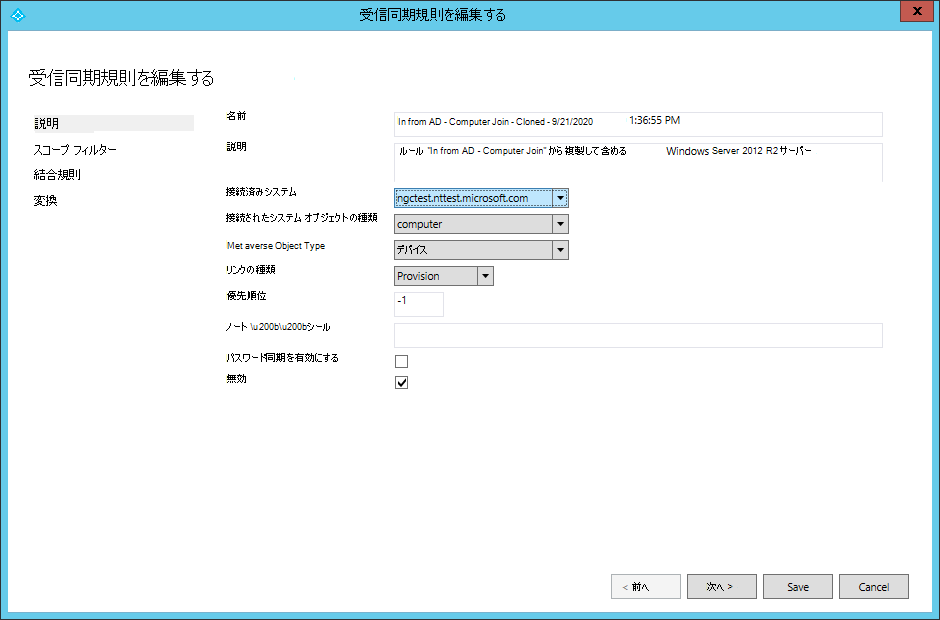 受信同期規則を編集する
X
受信同期規則を編集する
説明
スコープ フィルター
結合規則
変換
名前
In from AD - Computer Join - Cloned - 9/21/2020 1:36:55 PM
説明
ルール "In from AD - Computer Join" から 複製して含める Windows Server 2012 R2サーバー
接続済みシステム
ngctest.nttest.microsoft.com
接続されたシステム オブジェクトの種類
computer
Met averse Object Type
デバイス
リンクの種類
Provision
優先順位
-1
ノート \u200b\u200bシール
パスワード同期を有効にする
無効
< 前へ
次へ >
Save
Cancel